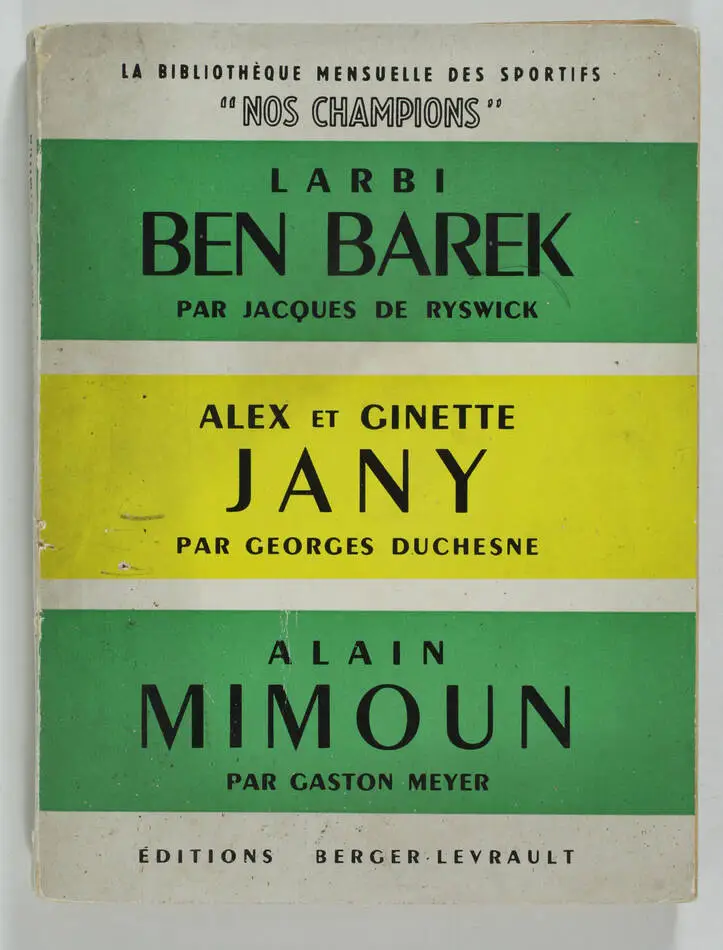 LA BIBLIOTHÈQUE MENSUELLE DES SPORTIFS
"NOS CHAMPIONS"
LARBI
BEN BAREK
PAR JACQUES DE RYSWICK
ALEX ET GINETTE
JANY
PAR GEORGES DUCHESNE
ALAIN
MIMOUN
PAR GASTON MEYER
ÉDITIONS BERGER-LEVRAULT